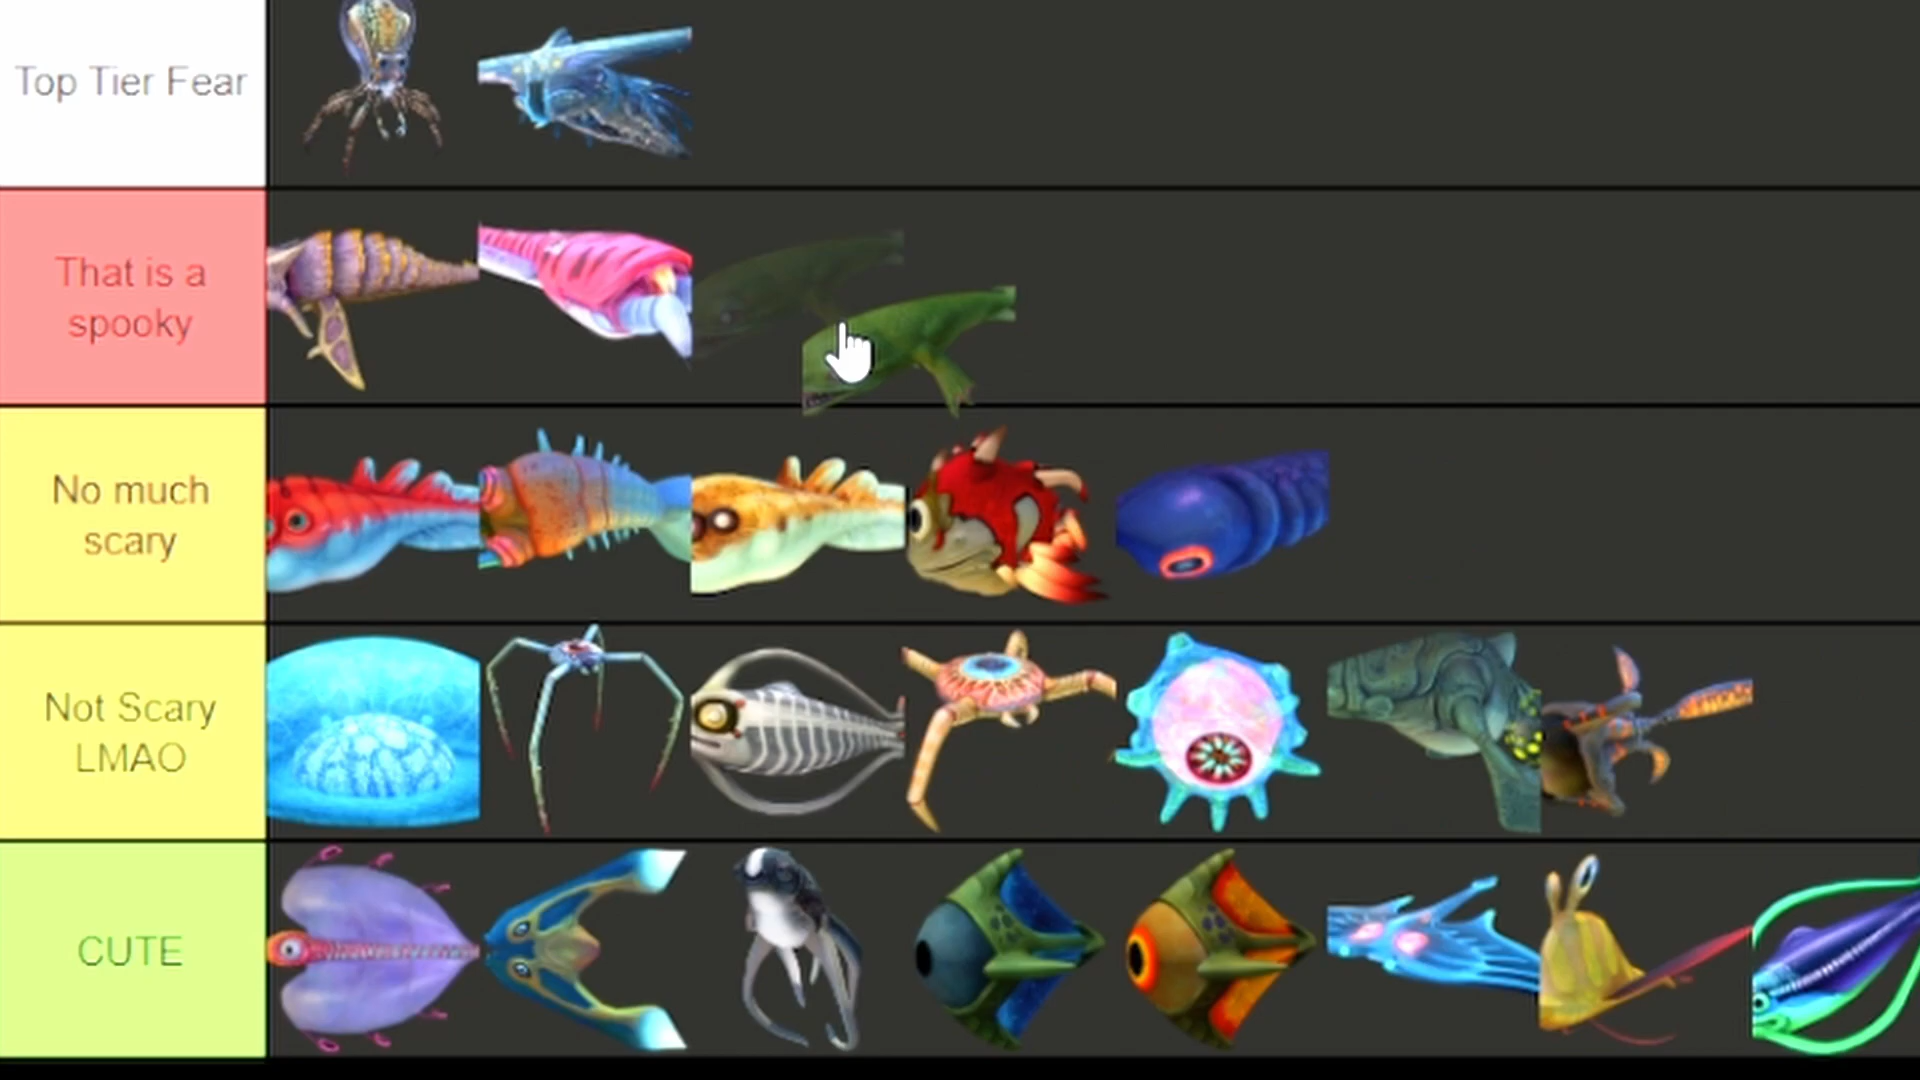 Top Tier Fear
That is a
spooky
No much
scary
Not Scary
LMAO
CUTE